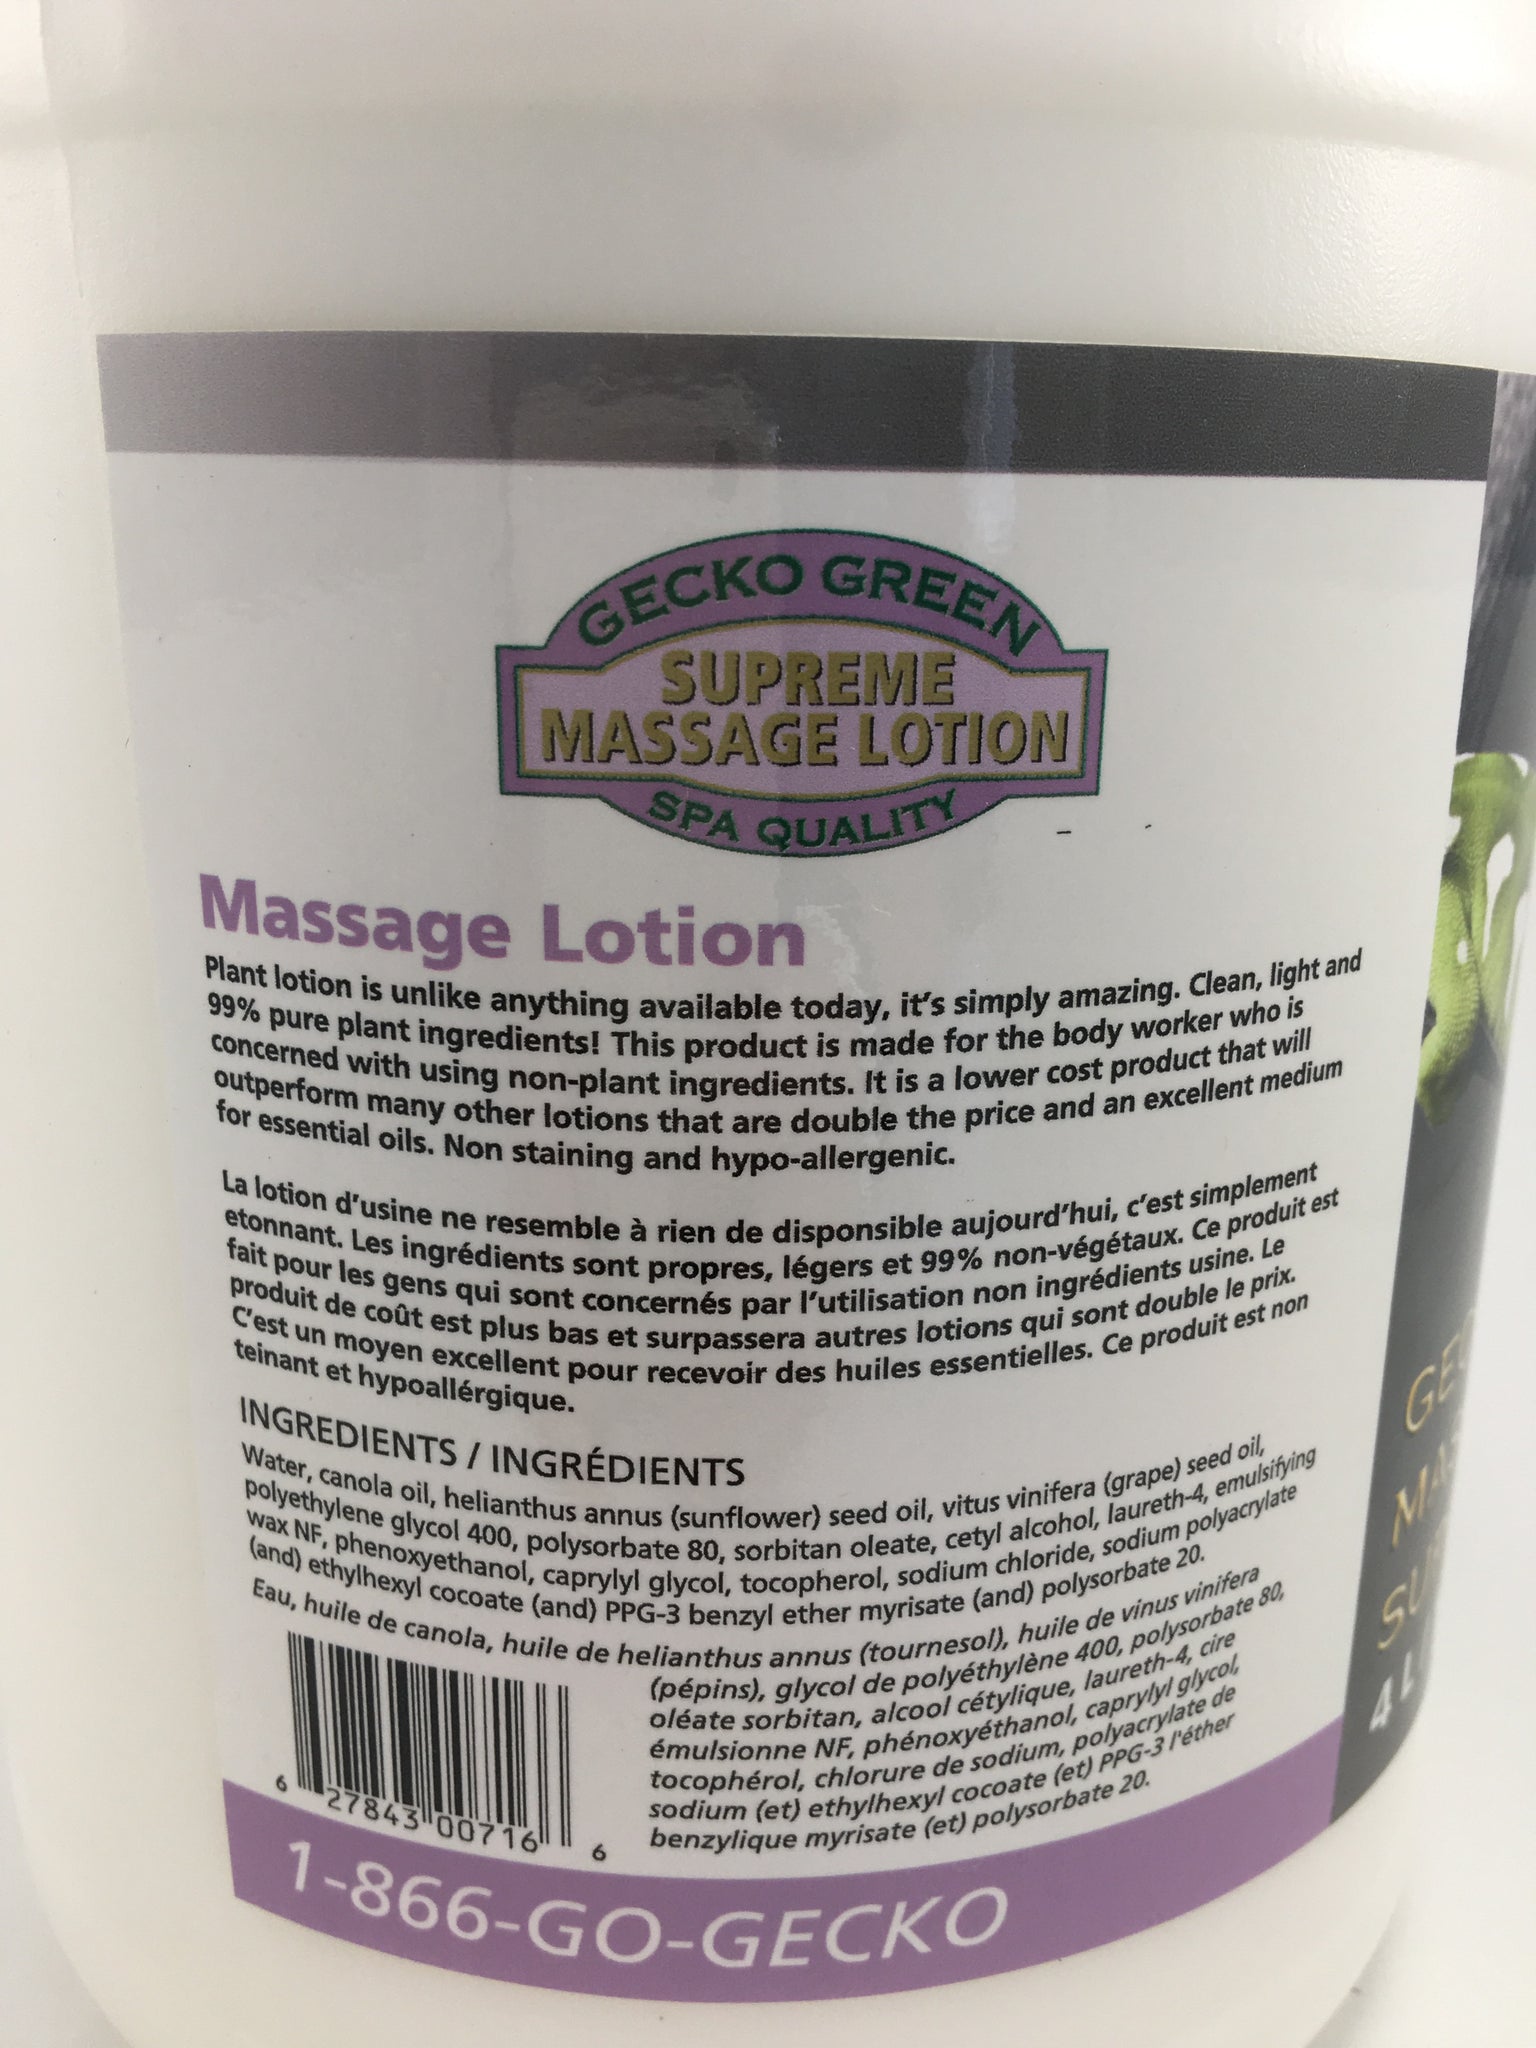 GECKO GREEN
SUPREME
MASSAGE LOTION
SPA QUALITY
Massage Lotion
Plant lotion is unlike anything available today, it's simply amazing. Clean, light and
99% pure plant ingredients! This product is made for the body worker who is
concerned with using non-plant ingredients. It is a lower cost product that will
outperform many other lotions that are double the price and an excellent medium
for essential oils. Non staining and hypo-allergenic.
La lotion d'usine ne resemble à rien de disponsible aujourd'hui, c'est simplement
etonnant. Les ingrédients sont propres, légers et 99% non-végétaux. Ce produit est
fait pour les gens qui sont concernés par l'utilisation non ingrédients usine. Le
produit de coût est plus bas et surpassera autres lotions qui sont double le prix.
C'est un moyen excellent pour recevoir des huiles essentielles. Ce produit est non
teinant et hypoallérgique.
INGREDIENTS / INGRÉDIENTS
Water, canola oil, helianthus annus (sunflower) seed oil, vitus vinifera (grape) seed oil,
polyethylene glycol 400, polysorbate 80, sorbitan oleate, cetyl alcohol, laureth-4, emulsifying
wax NF, phenoxyethanol, caprylyl glycol, tocopherol, sodium chloride, sodium polyacrylate
(and) ethylhexyl cocoate (and) PPG-3 benzyl ether myrisate (and) polysorbate 20.
Eau, huile de canola, huile de helianthus annus (tournesol), huile de vinus vinifera
(pépins), glycol de polyéthylène 400, polysorbate 80,
oléate sorbitan, alcool cétylique, laureth-4, cire
émulsionne NF, phénoxyéthanol, caprylyl glycol,
tocophérol, chlorure de sodium, polyacrylate de
sodium (et) ethylhexyl cocoate (et) PPG-3 l'éther
benzylique myrisate (et) polysorbate 20.
6 27843 00716 6
1-866-GO-GECKO
4 L